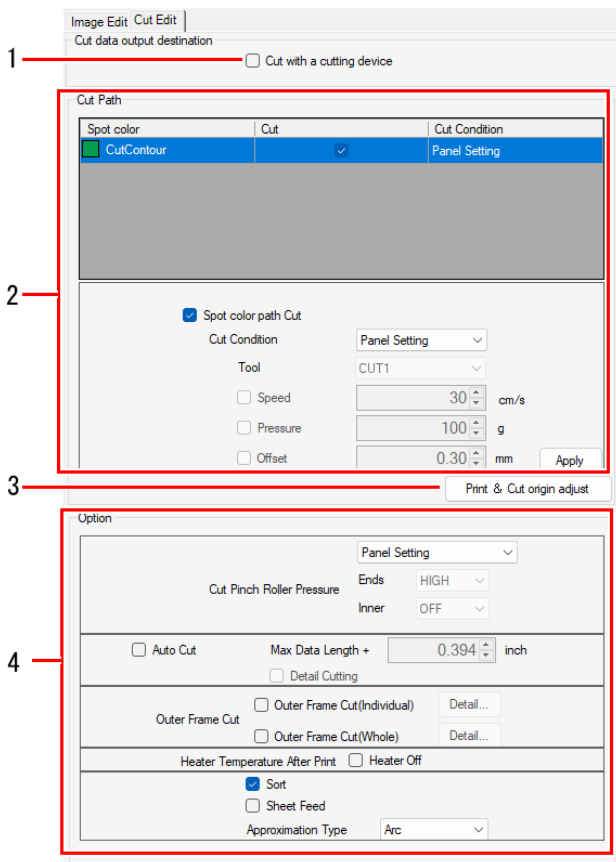 Image Edit Cut Edit
Cut data output destination
1 Cut with a cutting device
Cut Path
Spot color Cut Cut Condition
CutContour Panel Setting
2
Spot color path Cut
Cut Condition Panel Setting
Tool CUT1
Speed 30 cm/s
Pressure 100 g
Offset 0.30 mm Apply
3 Print & Cut origin adjust
Option
Panel Setting
Cut Pinch Roller Pressure Ends HIGH
Inner OFF
4 Auto Cut Max Data Length + 0.394 inch
Detail Cutting
Outer Frame Cut Outer Frame Cut(Individual) Detail...
Outer Frame Cut(Whole) Detail...
Heater Temperature After Print Heater Off
Sort
Sheet Feed
Approximation Type Arc